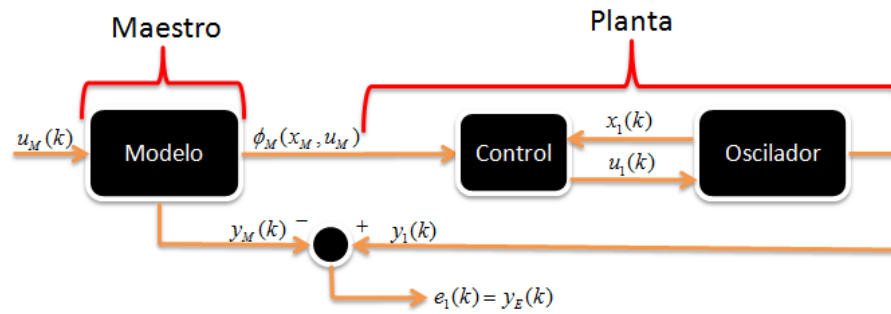 Maestro
Planta
u_M(k)
Modelo
ϕ_M(x_M, u_M)
Control
x_1(k)
u_1(k)
Oscilador
y_M(k)
−
+
y_1(k)
e_1(k) = y_E(k)